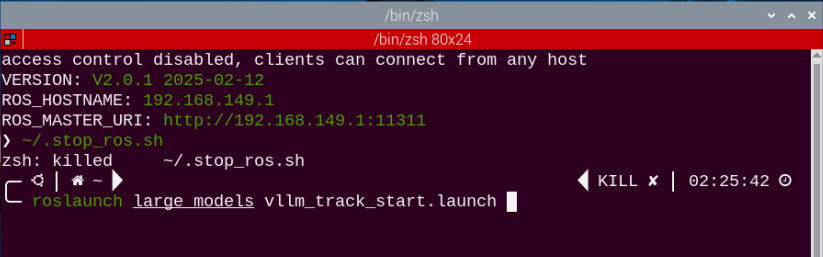 /bin/zsh
/bin/zsh 80x24
access control disabled, clients can connect from any host
VERSION: V2.0.1 2025-02-12
ROS_HOSTNAME: 192.168.149.1
ROS_MASTER_URI: http://192.168.149.1:11311
❯ ~/.stop_ros.sh
zsh: killed     ~/.stop_ros.sh
~ KILL ✘ 02:25:42
roslaunch large_models vllm_track_start.launch